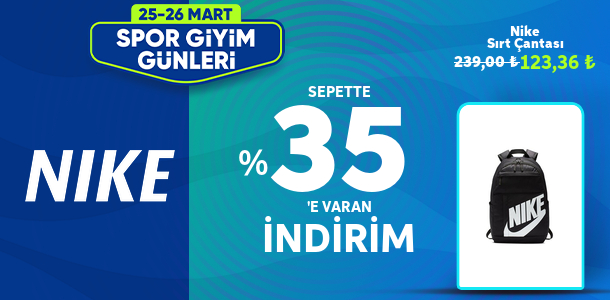 25-26 MART
SPOR GİYİM
GÜNLERİ
NIKE
SEPETTE
%35
'E VARAN
İNDİRİM
Nike
Sırt Çantası
239,00 ₺ 123,36 ₺
NIKE